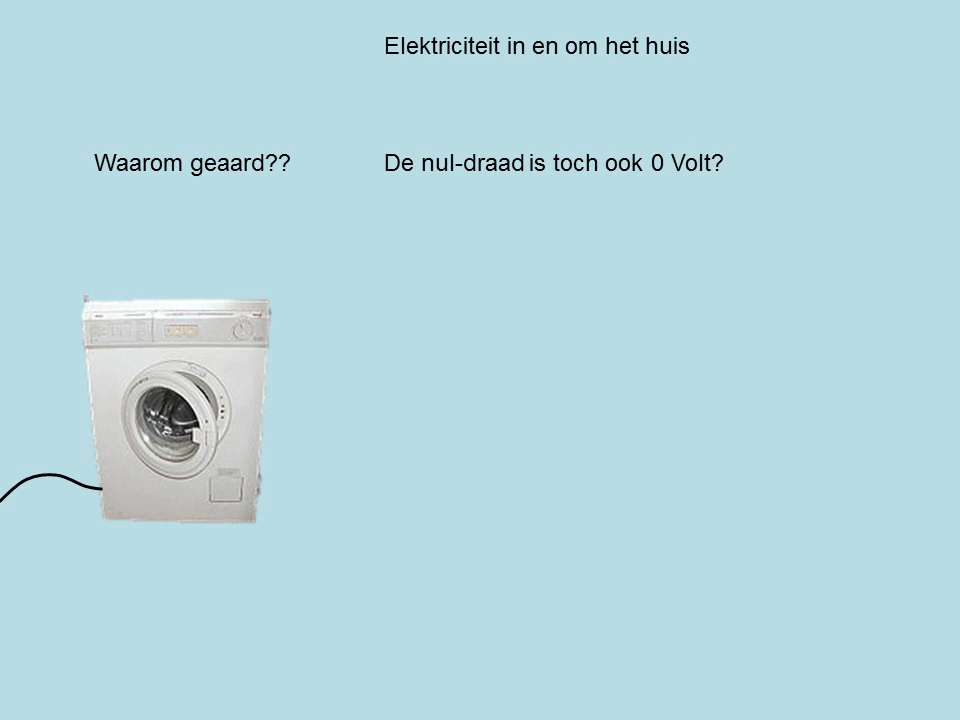 Elektriciteit in en om het huis
Waarom geaard??
De nul-draad is toch ook 0 Volt?